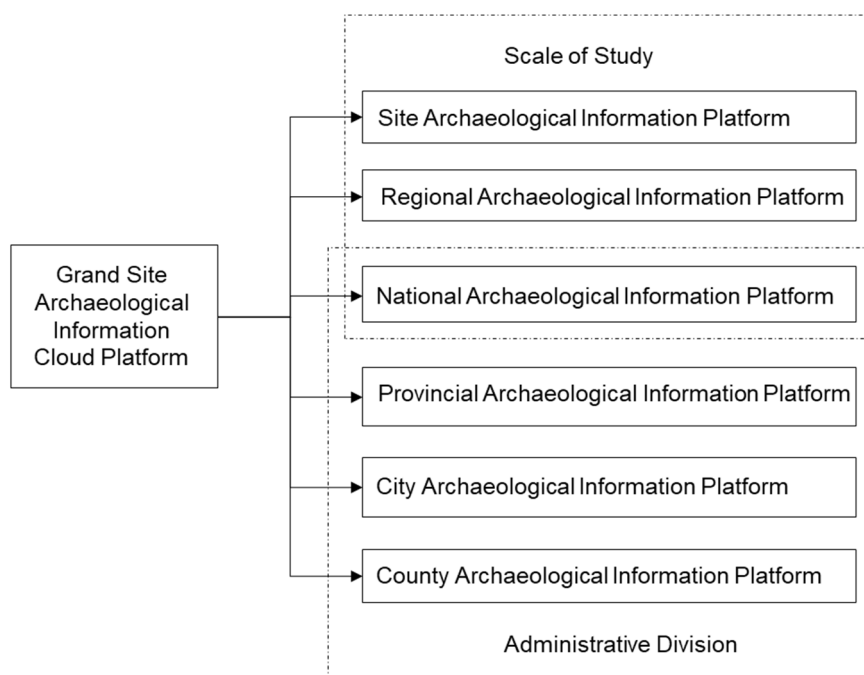 Scale of Study
Site Archaeological Information Platform
Regional Archaeological Information Platform
Grand Site
Archaeological
Information
Cloud Platform
National Archaeological Information Platform
Provincial Archaeological Information Platform
City Archaeological Information Platform
County Archaeological Information Platform
Administrative Division